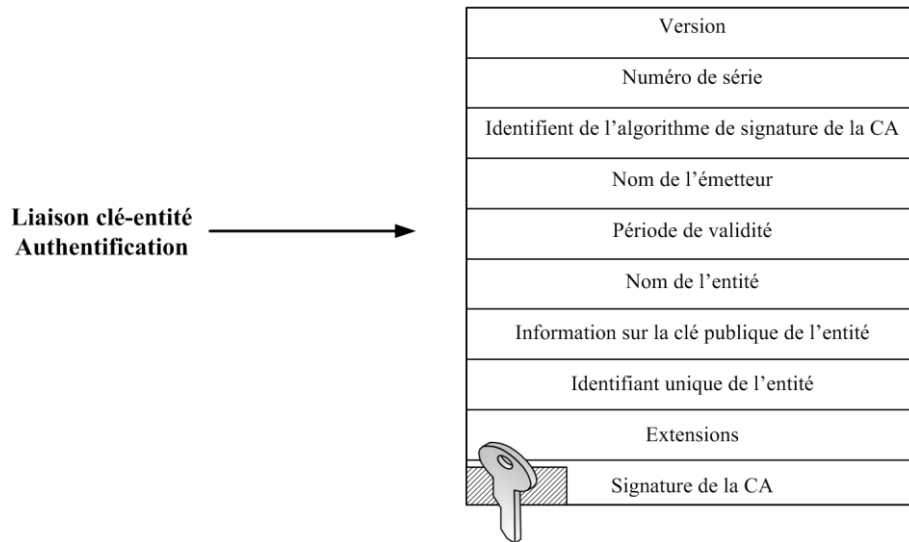 Liaison clé-entité
Authentification
Version
Numéro de série
Identifient de l'algorithme de signature de la CA
Nom de l'émetteur
Période de validité
Nom de l'entité
Information sur la clé publique de l'entité
Identifiant unique de l'entité
Extensions
Signature de la CA